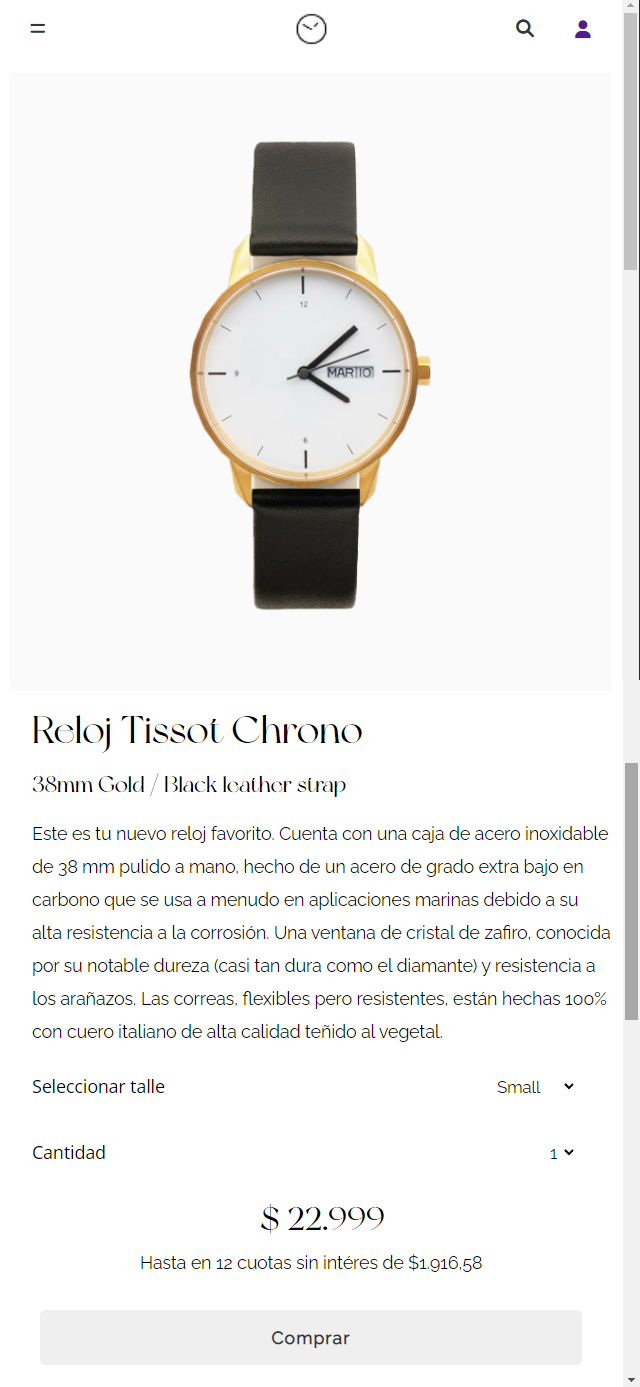 12
MARTIO
9
6
Reloj Tissot Chrono
38mm Gold / Black leather strap
Este es tu nuevo reloj favorito. Cuenta con una caja de acero inoxidable
de 38 mm pulido a mano, hecho de un acero de grado extra bajo en
carbono que se usa a menudo en aplicaciones marinas debido a su
alta resistencia a la corrosión. Una ventana de cristal de zafiro, conocida
por su notable dureza (casi tan dura como el diamante) y resistencia a
los arañazos. Las correas, flexibles pero resistentes, están hechas 100%
con cuero italiano de alta calidad teñido al vegetal.
Seleccionar talle Small
Cantidad 1
$ 22.999
Hasta en 12 cuotas sin intéres de $1.916,58
Comprar